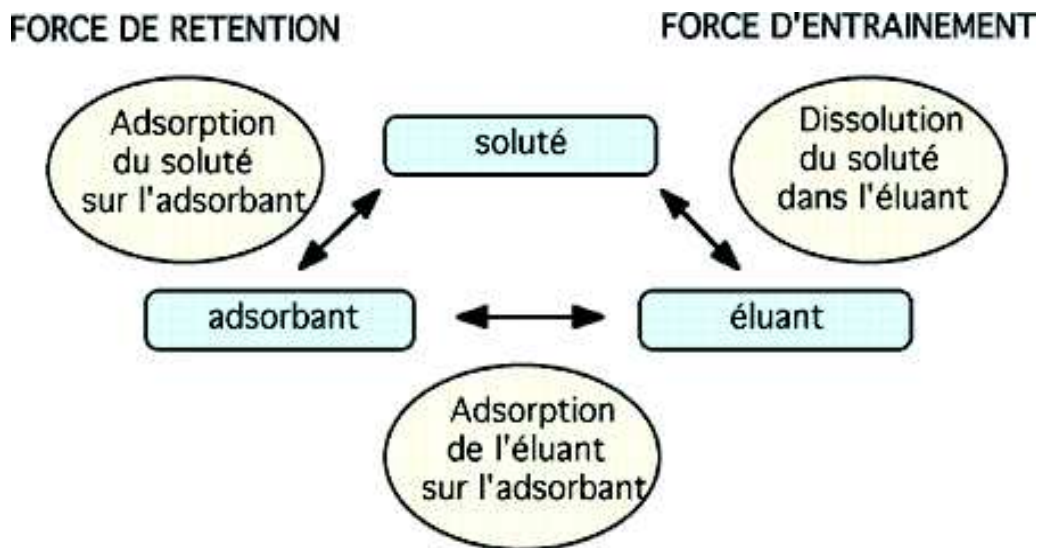 FORCE DE RETENTION
FORCE D'ENTRAINEMENT
Adsorption
du soluté
sur l'adsorbant
soluté
Dissolution
du soluté
dans l'éluant
adsorbant
éluant
Adsorption
de l'éluant
sur l'adsorbant